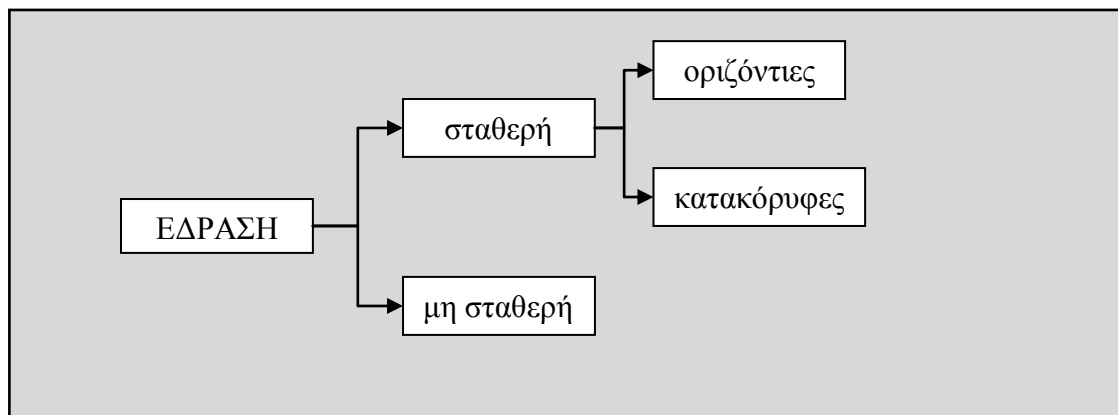 οριζόντιες
σταθερή
κατακόρυφες
ΕΔΡΑΣΗ
μη σταθερή